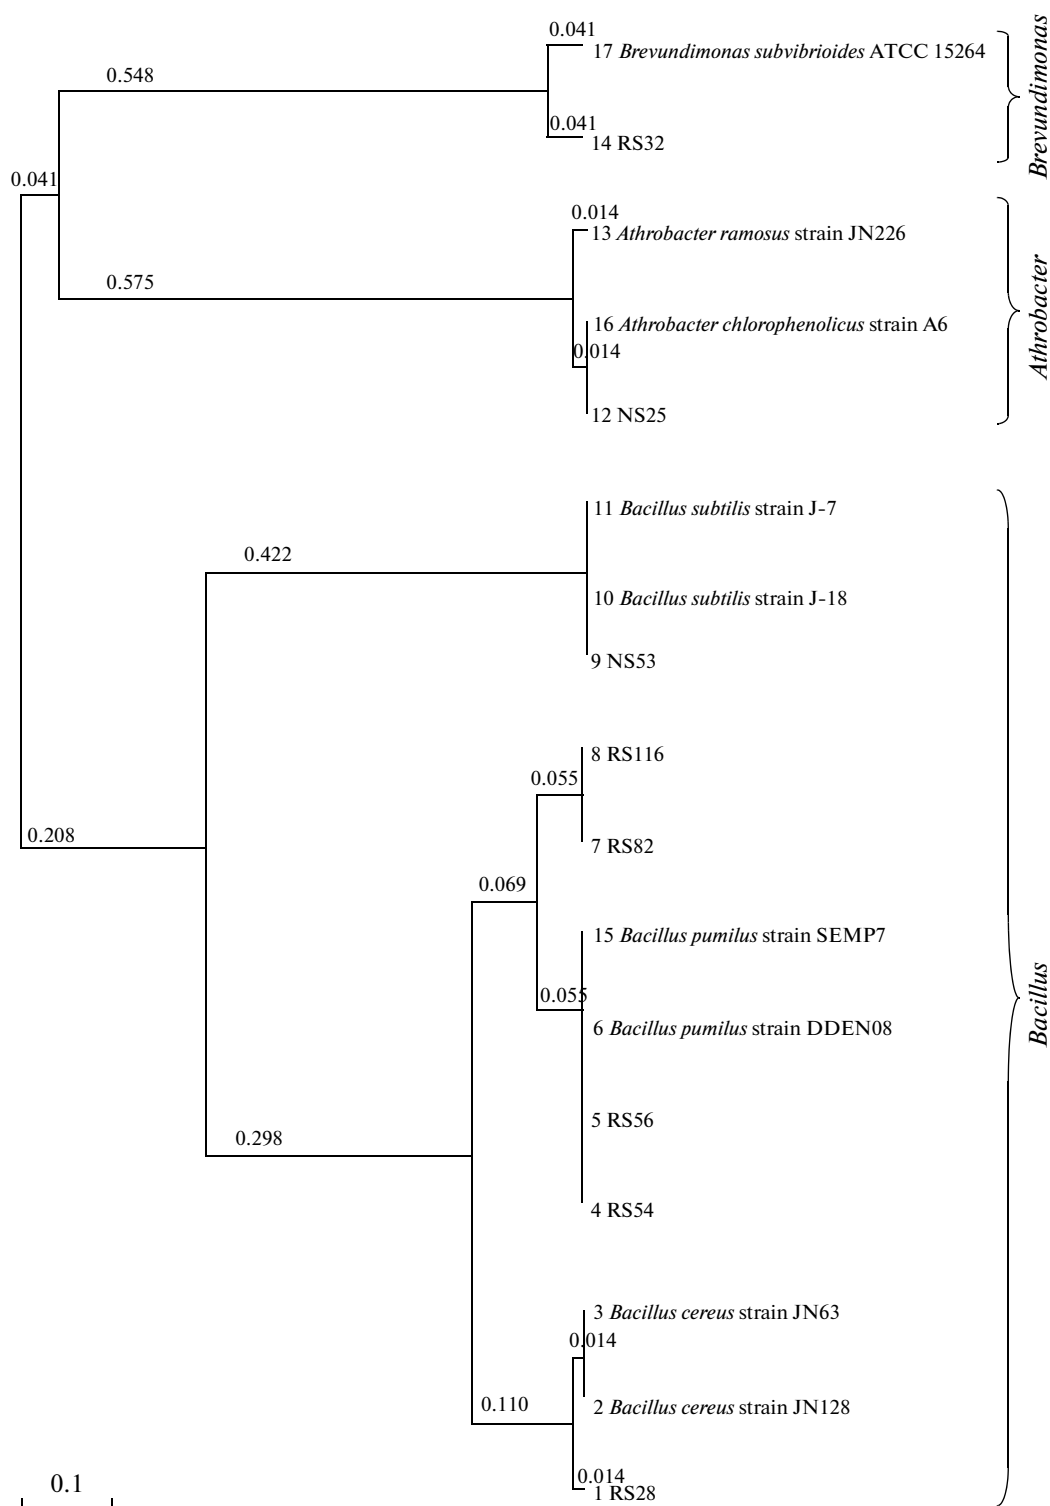 0.041
17 Brevundimonas subvibrioides ATCC 15264
0.548
0.041
14 RS32
Brevundimonas
0.041
0.014
13 Athrobacter ramosus strain JN226
0.575
16 Athrobacter chlorophenolicus strain A6
0.014
12 NS25
Athrobacter
11 Bacillus subtilis strain J-7
0.422
10 Bacillus subtilis strain J-18
9 NS53
8 RS116
0.055
0.208
7 RS82
0.069
15 Bacillus pumilus strain SEMP7
0.055
6 Bacillus pumilus strain DDEN08
Bacillus
5 RS56
0.298
4 RS54
3 Bacillus cereus strain JN63
0.014
0.110
2 Bacillus cereus strain JN128
0.014
1 RS28
0.1